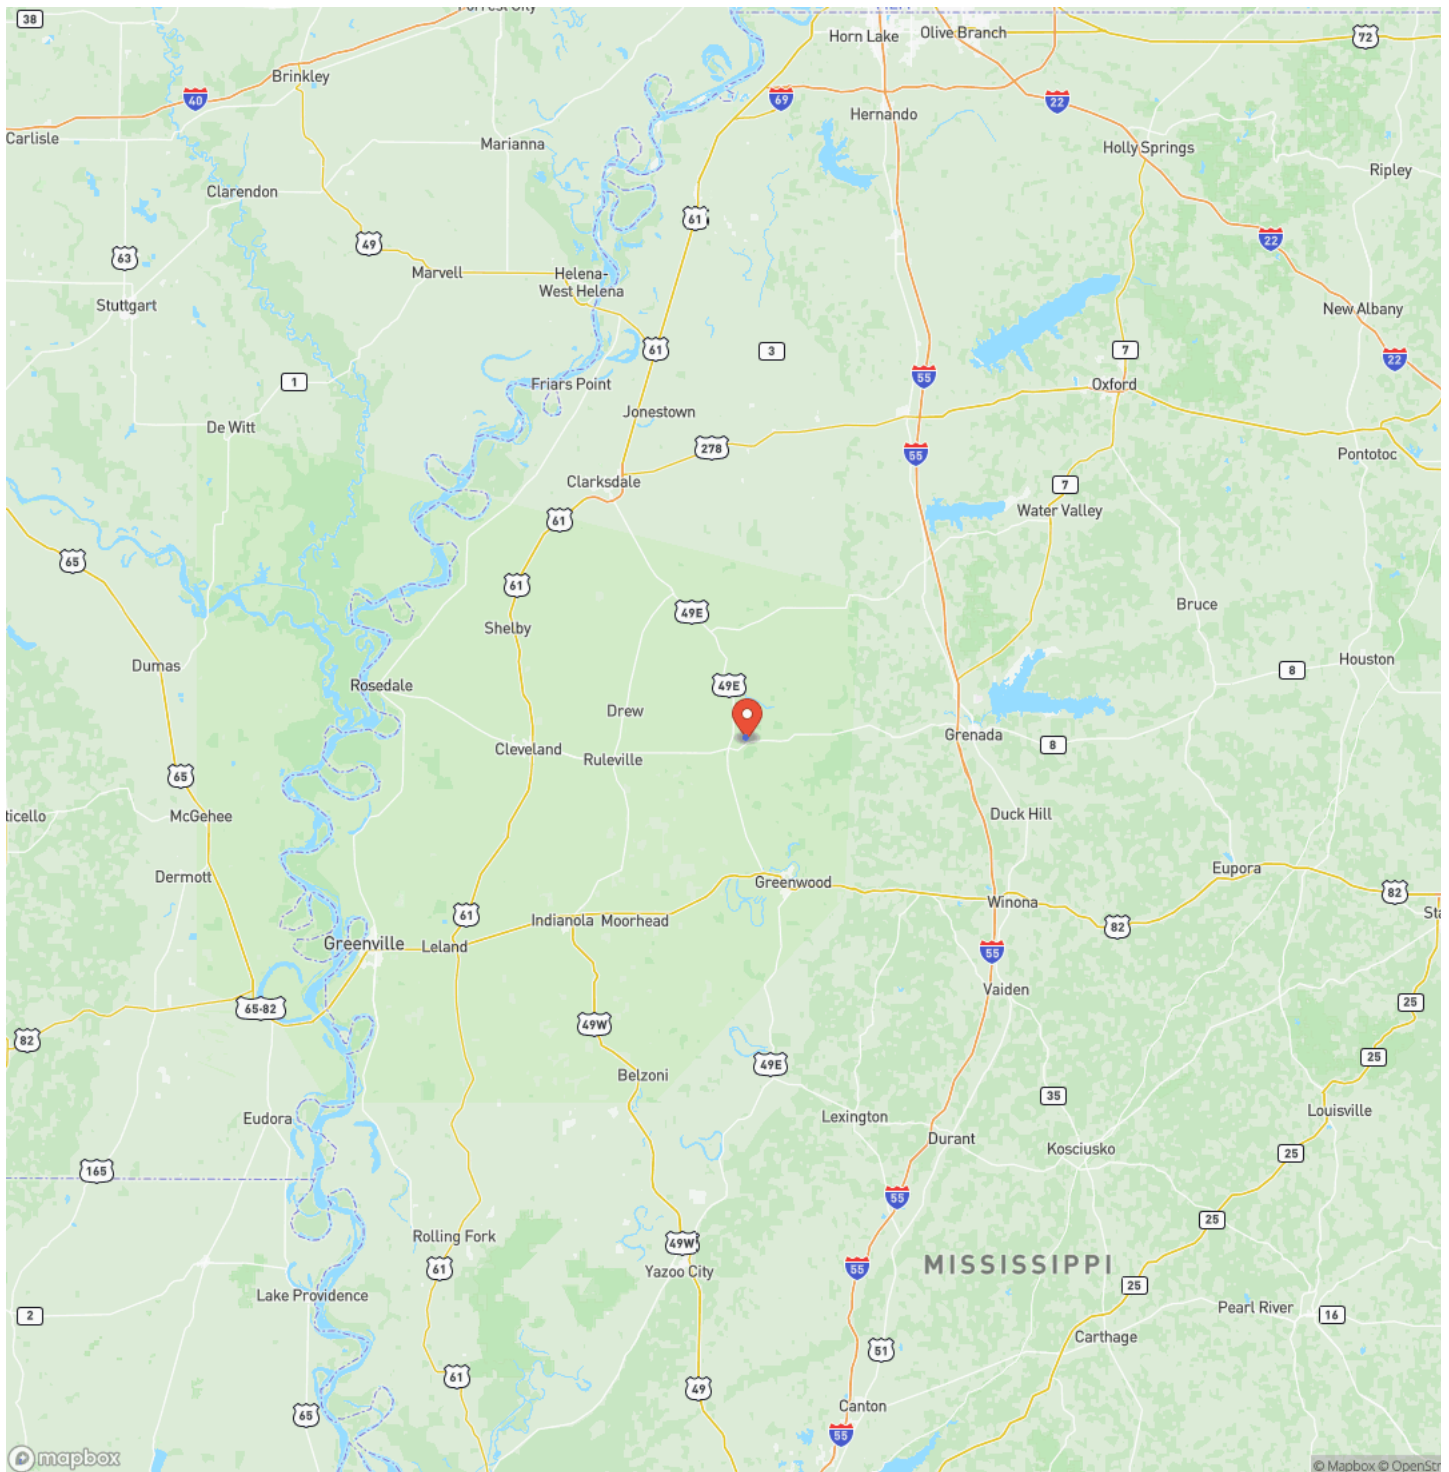 38
Forrest City
Horn Lake
Olive Branch
72
Brinkley
40
69
22
Hernando
Carlisle
Marianna
Holly Springs
Ripley
Clarendon
61
22
49
63
Marvell
Helena-
West Helena
Stuttgart
New Albany
61
3
7
22
1
55
Friars Point
Oxford
Jonestown
De Witt
278
55
Pontotoc
Clarksdale
7
Water Valley
61
65
61
49E
Bruce
Shelby
Dumas
Houston
8
Rosedale
49E
Drew
Grenada
8
Cleveland
Ruleville
65
McGehee
ticello
Duck Hill
Dermott
Greenwood
Eupora
82
Winona
61
Indianola
Moorhead
82
Sta
Greenville
Leland
55
Vaiden
65-82
25
49W
82
25
49E
Belzoni
35
Eudora
Lexington
Louisville
Durant
Kosciusko
25
165
55
25
Rolling Fork
49W
61
55
MISSISSIPPI
Yazoo City
25
Lake Providence
Pearl River
2
16
Carthage
51
61
49
Canton
65
55
mapbox
© Mapbox © OpenStr